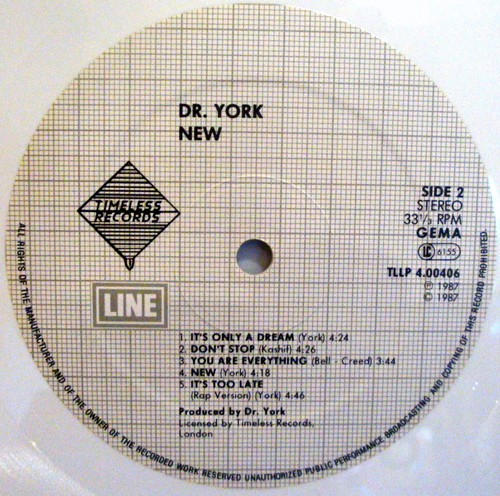 DR. YORK
NEW
TIMELESS
RECORDS
LINE
SIDE 2
STEREO
33⅓ RPM
GEMA
LC 6155
TLLP 4.00406
℗ 1987
© 1987
1. IT'S ONLY A DREAM (York) 4:24
2. DON'T STOP (Kashif) 4:26
3. YOU ARE EVERYTHING (Bell - Creed) 3:44
4. NEW (York) 4:18
5. IT'S TOO LATE
(Rap Version) (York) 4:46
Produced by Dr. York
Licensed by Timeless Records,
London
ALL RIGHTS OF THE MANUFACTURER AND OF THE OWNER OF THE RECORDED WORK RESERVED UNAUTHORIZED PUBLIC PERFORMANCE BROADCASTING AND COPYING OF THIS RECORD PROHIBITED.